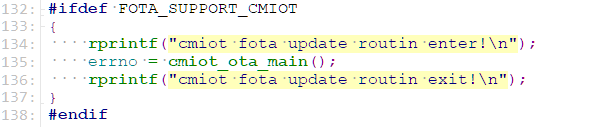 132: #ifdef FOTA_SUPPORT_CMIOT
133: {
134:     rprintf("cmiot fota update routin enter!\n");
135:     errno = cmiot_ota_main();
136:     rprintf("cmiot fota update routin exit!\n");
137: }
138: #endif